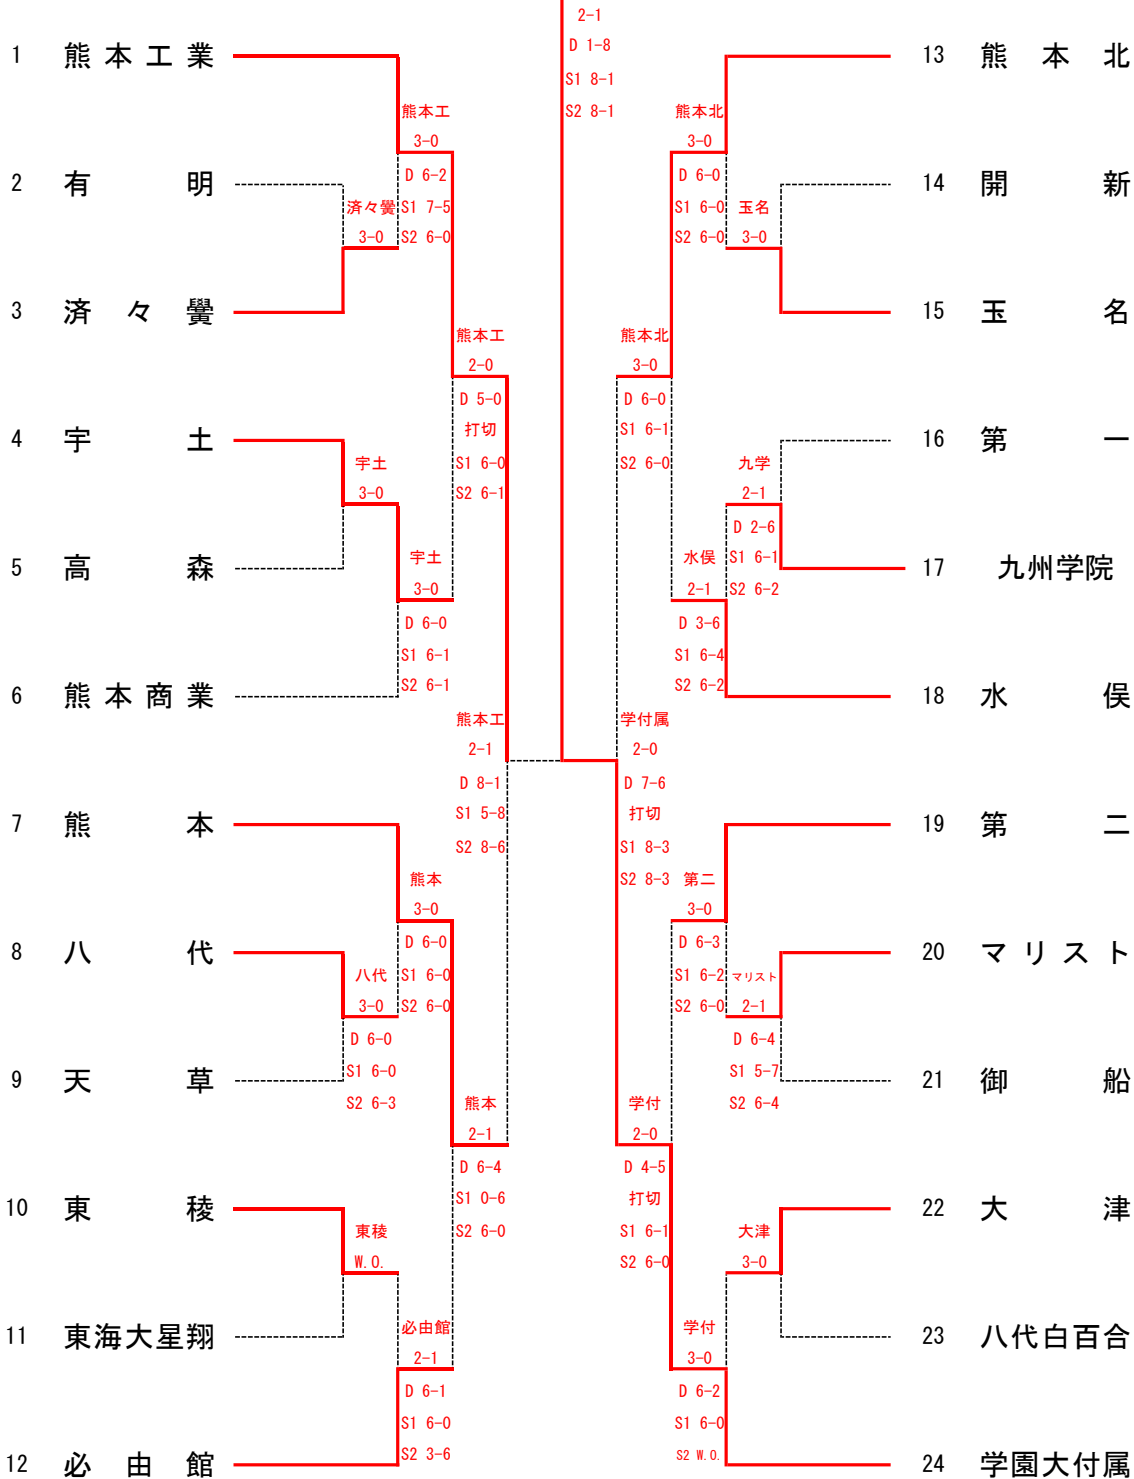 2-1
D 1-8
S1 8-1
S2 8-1
1 熊本工業
熊本工
3-0
D 6-2
S1 7-5
S2 6-0
2 有明
済々黌
3-0
3 済々黌
熊本工
2-0
D 5-0
打切
S1 6-0
S2 6-1
4 宇土
宇土
3-0
5 高森
宇土
3-0
D 6-0
S1 6-1
S2 6-1
6 熊本商業
熊本工
2-1
D 8-1
S1 5-8
S2 8-6
7 熊本
熊本
3-0
D 6-0
S1 6-0
S2 6-0
8 八代
八代
3-0
D 6-0
S1 6-0
S2 6-3
9 天草
熊本
2-1
D 6-4
S1 0-6
S2 6-0
10 東稜
東稜
W.O.
11 東海大星翔
必由館
2-1
D 6-1
S1 6-0
S2 3-6
12 必由館
13 熊本北
熊本北
3-0
D 6-0
S1 6-0
S2 6-0
14 開新
玉名
3-0
15 玉名
熊本北
3-0
D 6-0
S1 6-1
S2 6-0
16 第一
九学
2-1
D 2-6
S1 6-1
S2 6-2
17 九州学院
水俣
2-1
D 3-6
S1 6-4
S2 6-2
18 水俣
学付属
2-0
D 7-6
打切
S1 8-3
S2 8-3
19 第二
第二
3-0
D 6-3
S1 6-2
S2 6-0
20 マリスト
マリスト
2-1
D 6-4
S1 5-7
S2 6-4
21 御船
学付
2-0
D 4-5
打切
S1 6-1
S2 6-0
22 大津
大津
3-0
23 八代白百合
学付
3-0
D 6-2
S1 6-0
S2 W.O.
24 学園大付属